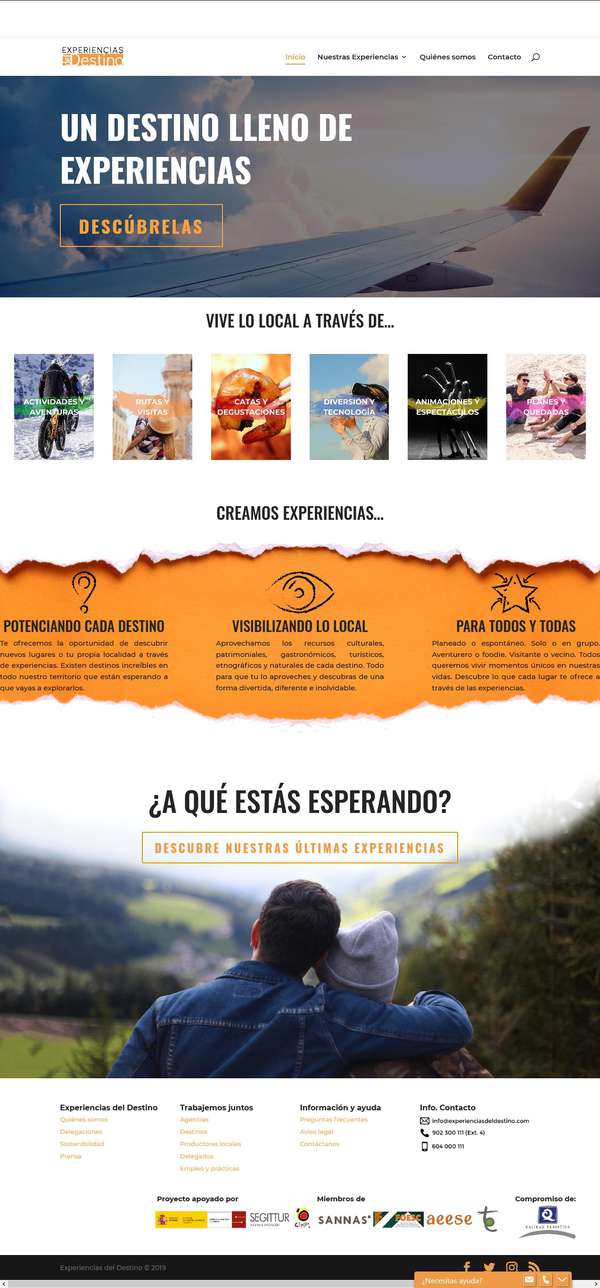 EXPERIENCIAS
DEL Destino
Inicio
Nuestras Experiencias
Quiénes somos
Contacto
UN DESTINO LLENO DE
EXPERIENCIAS
DESCÚBRELAS
VIVE LO LOCAL A TRAVÉS DE...
ACTIVIDADES Y
AVENTURAS
RUTAS Y
VISITAS
CATAS Y
DEGUSTACIONES
DIVERSIÓN Y
TECNOLOGÍA
ANIMACIONES Y
ESPECTÁCULOS
PLANES Y
QUEDADAS
CREAMOS EXPERIENCIAS...
POTENCIANDO CADA DESTINO
Te ofrecemos la oportunidad de descubrir
nuevos lugares o tu propia localidad a través
de experiencias. Existen destinos increíbles en
todo nuestro territorio que están esperando a
que vayas a explorarlos.
VISIBILIZANDO LO LOCAL
Aprovechamos los recursos culturales,
patrimoniales, gastronómicos, turísticos,
etnográficos y naturales de cada destino. Todo
para que tu lo aproveches y descubras de una
forma divertida, diferente e inolvidable.
PARA TODOS Y TODAS
Planeado o espontáneo. Solo o en grupo.
Aventurero o foodie. Visitante o vecino. Todos
queremos vivir momentos únicos en nuestras
vidas. Descubre lo que cada lugar te ofrece a
través de las experiencias.
¿A QUÉ ESTÁS ESPERANDO?
DESCUBRE NUESTRAS ÚLTIMAS EXPERIENCIAS
Experiencias del Destino
Quiénes somos
Delegaciones
Sostenibilidad
Prensa
Trabajemos juntos
Agencias
Destinos
Productores locales
Delegados
Empleo y prácticas
Información y ayuda
Preguntas Frecuentes
Aviso legal
Contáctanos
Info. Contacto
info@experienciasdeldestino.com
902 300 111 (Ext. 4)
604 000 111
Proyecto apoyado por
Miembros de
Compromiso de:
SEGITTUR
SANNAS
aeese
Experiencias del Destino © 2019
¿Necesitas ayuda?